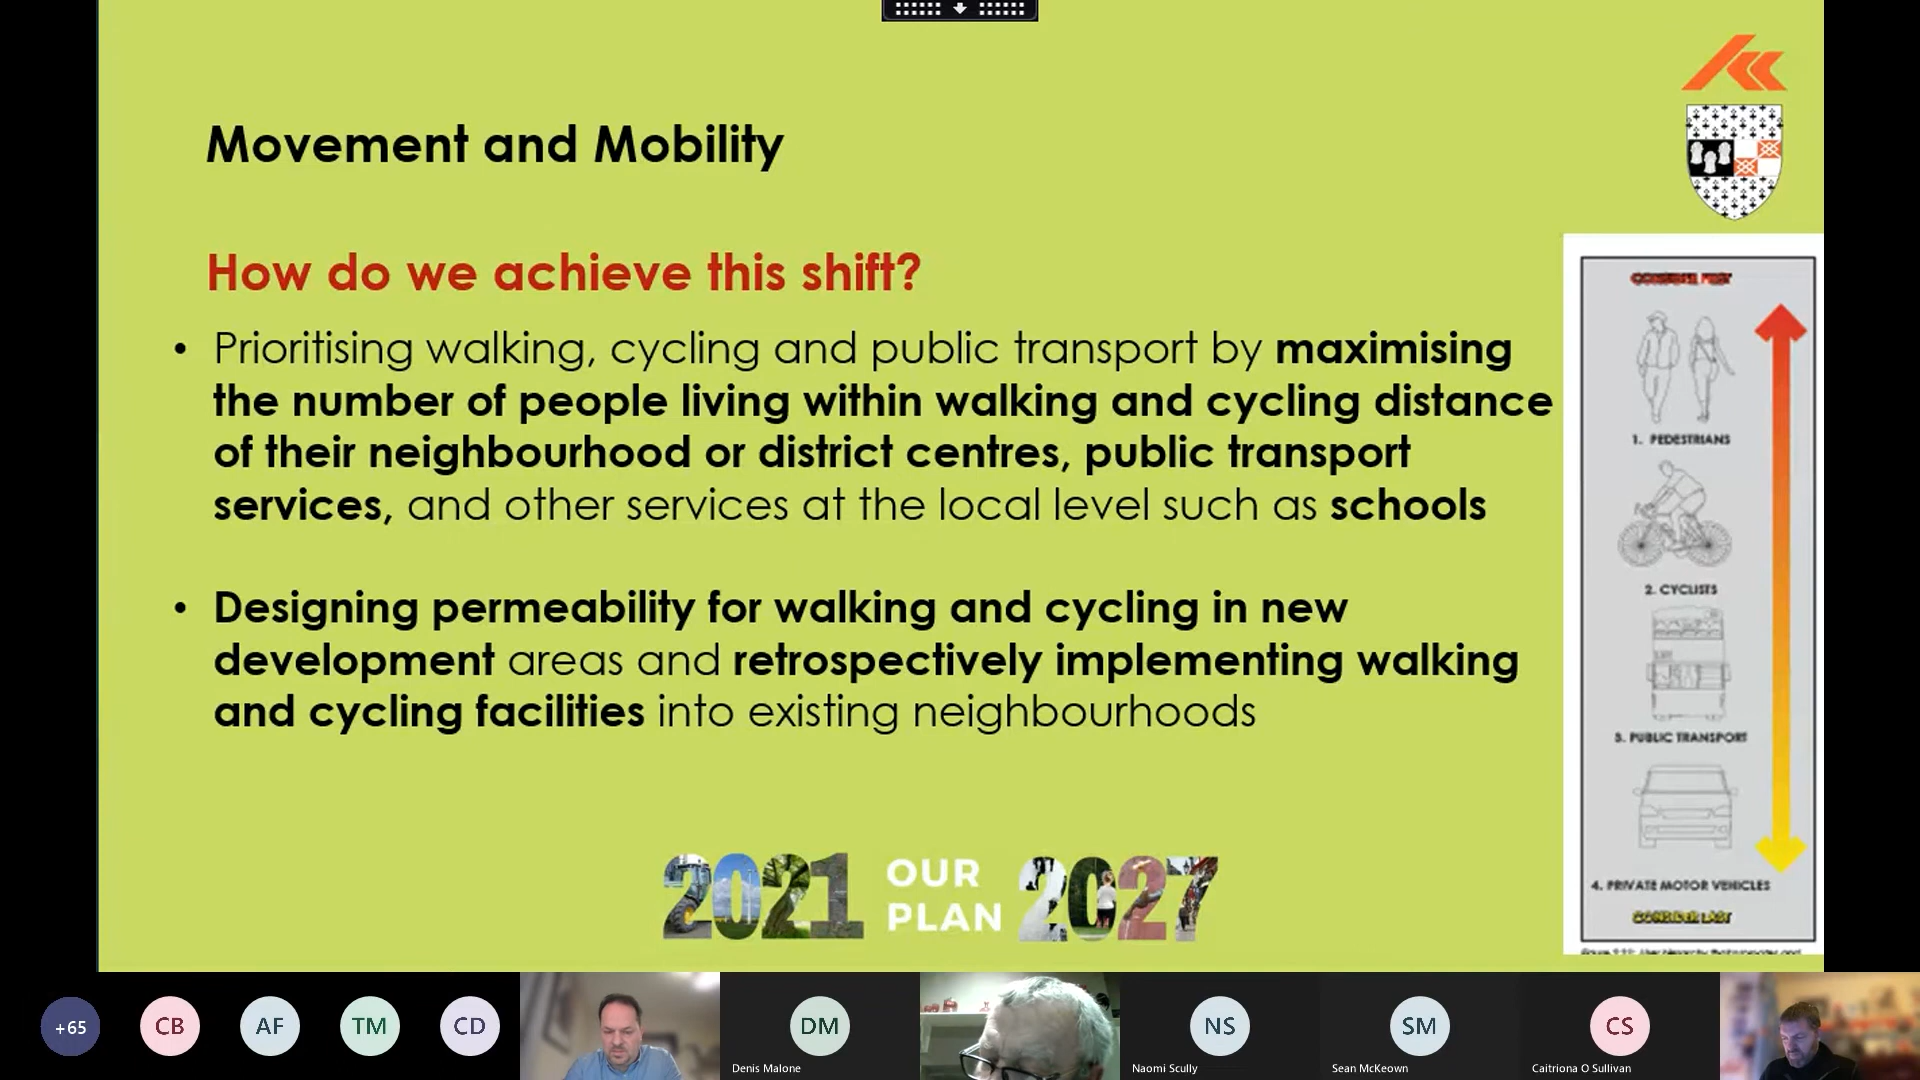 Movement and Mobility
How do we achieve this shift?
• Prioritising walking, cycling and public transport by maximising
the number of people living within walking and cycling distance
of their neighbourhood or district centres, public transport
services, and other services at the local level such as schools
• Designing permeability for walking and cycling in new
development areas and retrospectively implementing walking
and cycling facilities into existing neighbourhoods
CONSIDER FIRST
1. PEDESTRIANS
2. CYCLISTS
3. PUBLIC TRANSPORT
4. PRIVATE MOTOR VEHICLES
CONSIDER LAST
2021 OUR PLAN 2027
+65
CB
AF
TM
CD
DM
Denis Malone
NS
Naomi Scully
SM
Sean McKeown
CS
Caitriona O Sullivan